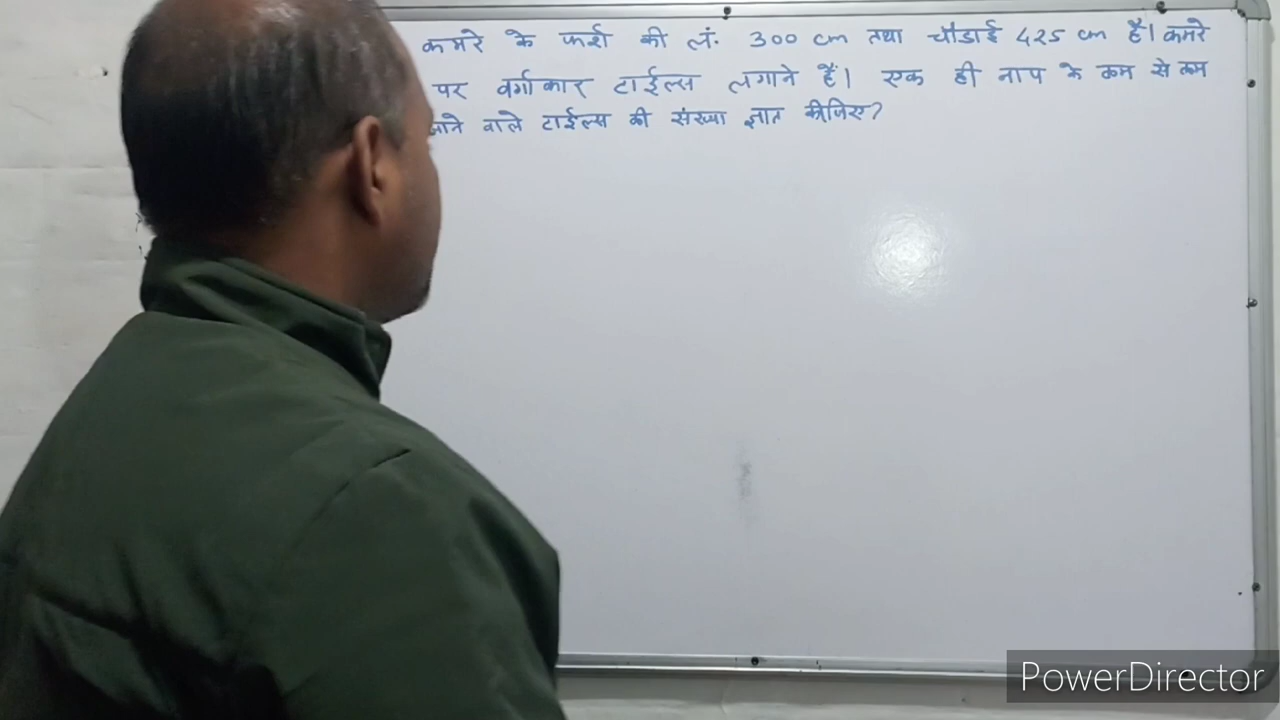 कमरे के फर्श की लं. 300 cm तथा चौडाई 425 cm है। कमरे
पर वर्गाकार टाईल्स लगाने हैं। एक ही नाप के कम से कम
जाने वाले टाईल्स की संख्या ज्ञात कीजिए?
PowerDirector